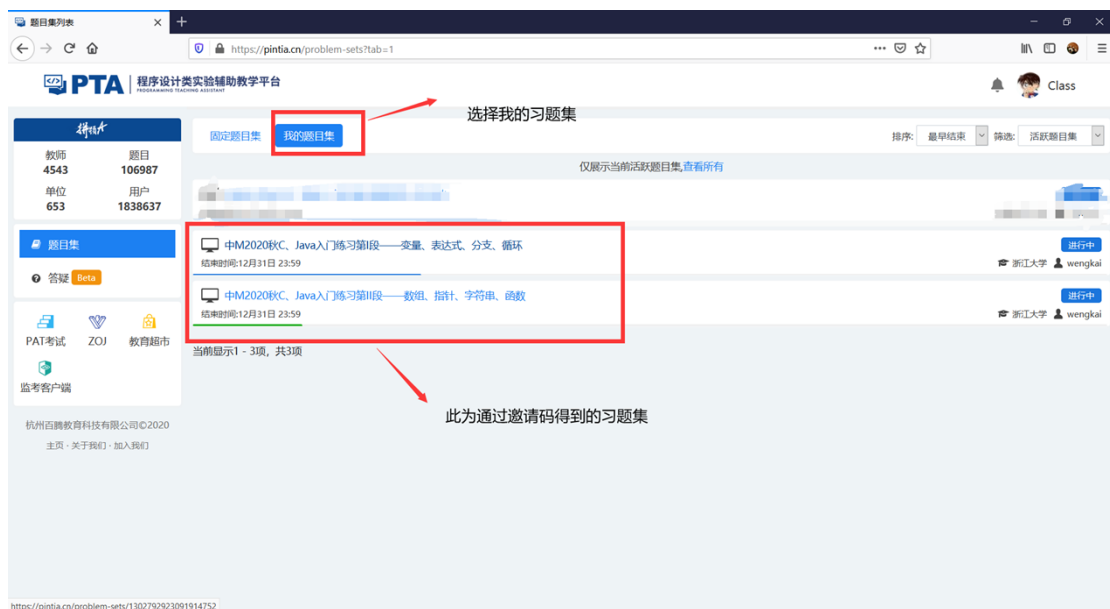 题目集列表
https://pintia.cn/problem-sets?tab=1
PTA 程序设计类实验辅助教学平台
PROGRAMMING TEACHING ASSISTANT
Class
选择我的习题集
拼题A
固定题目集 我的题目集
排序: 最早结束 筛选: 活跃题目集
教师 题目
4543 106987
单位 用户
653 1838637
仅展示当前活跃题目集,查看所有
题目集
答疑 Beta
中M2020秋C、Java入门练习第I段——变量、表达式、分支、循环 进行中
结束时间:12月31日 23:59 浙江大学 wengkai
中M2020秋C、Java入门练习第II段——数组、指针、字符串、函数 进行中
结束时间:12月31日 23:59 浙江大学 wengkai
PAT考试 ZOJ 教育超市
监考客户端
当前显示1 - 3项，共3项
此为通过邀请码得到的习题集
杭州百腾教育科技有限公司©2020
主页 · 关于我们 · 加入我们
https://pintia.cn/problem-sets/1302792923091914752